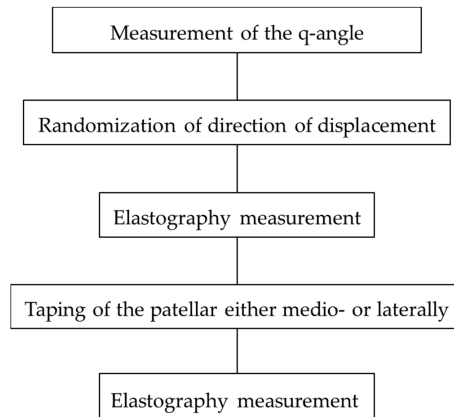 Measurement of the q-angle
Randomization of direction of displacement
Elastography measurement
Taping of the patellar either medio- or laterally
Elastography measurement